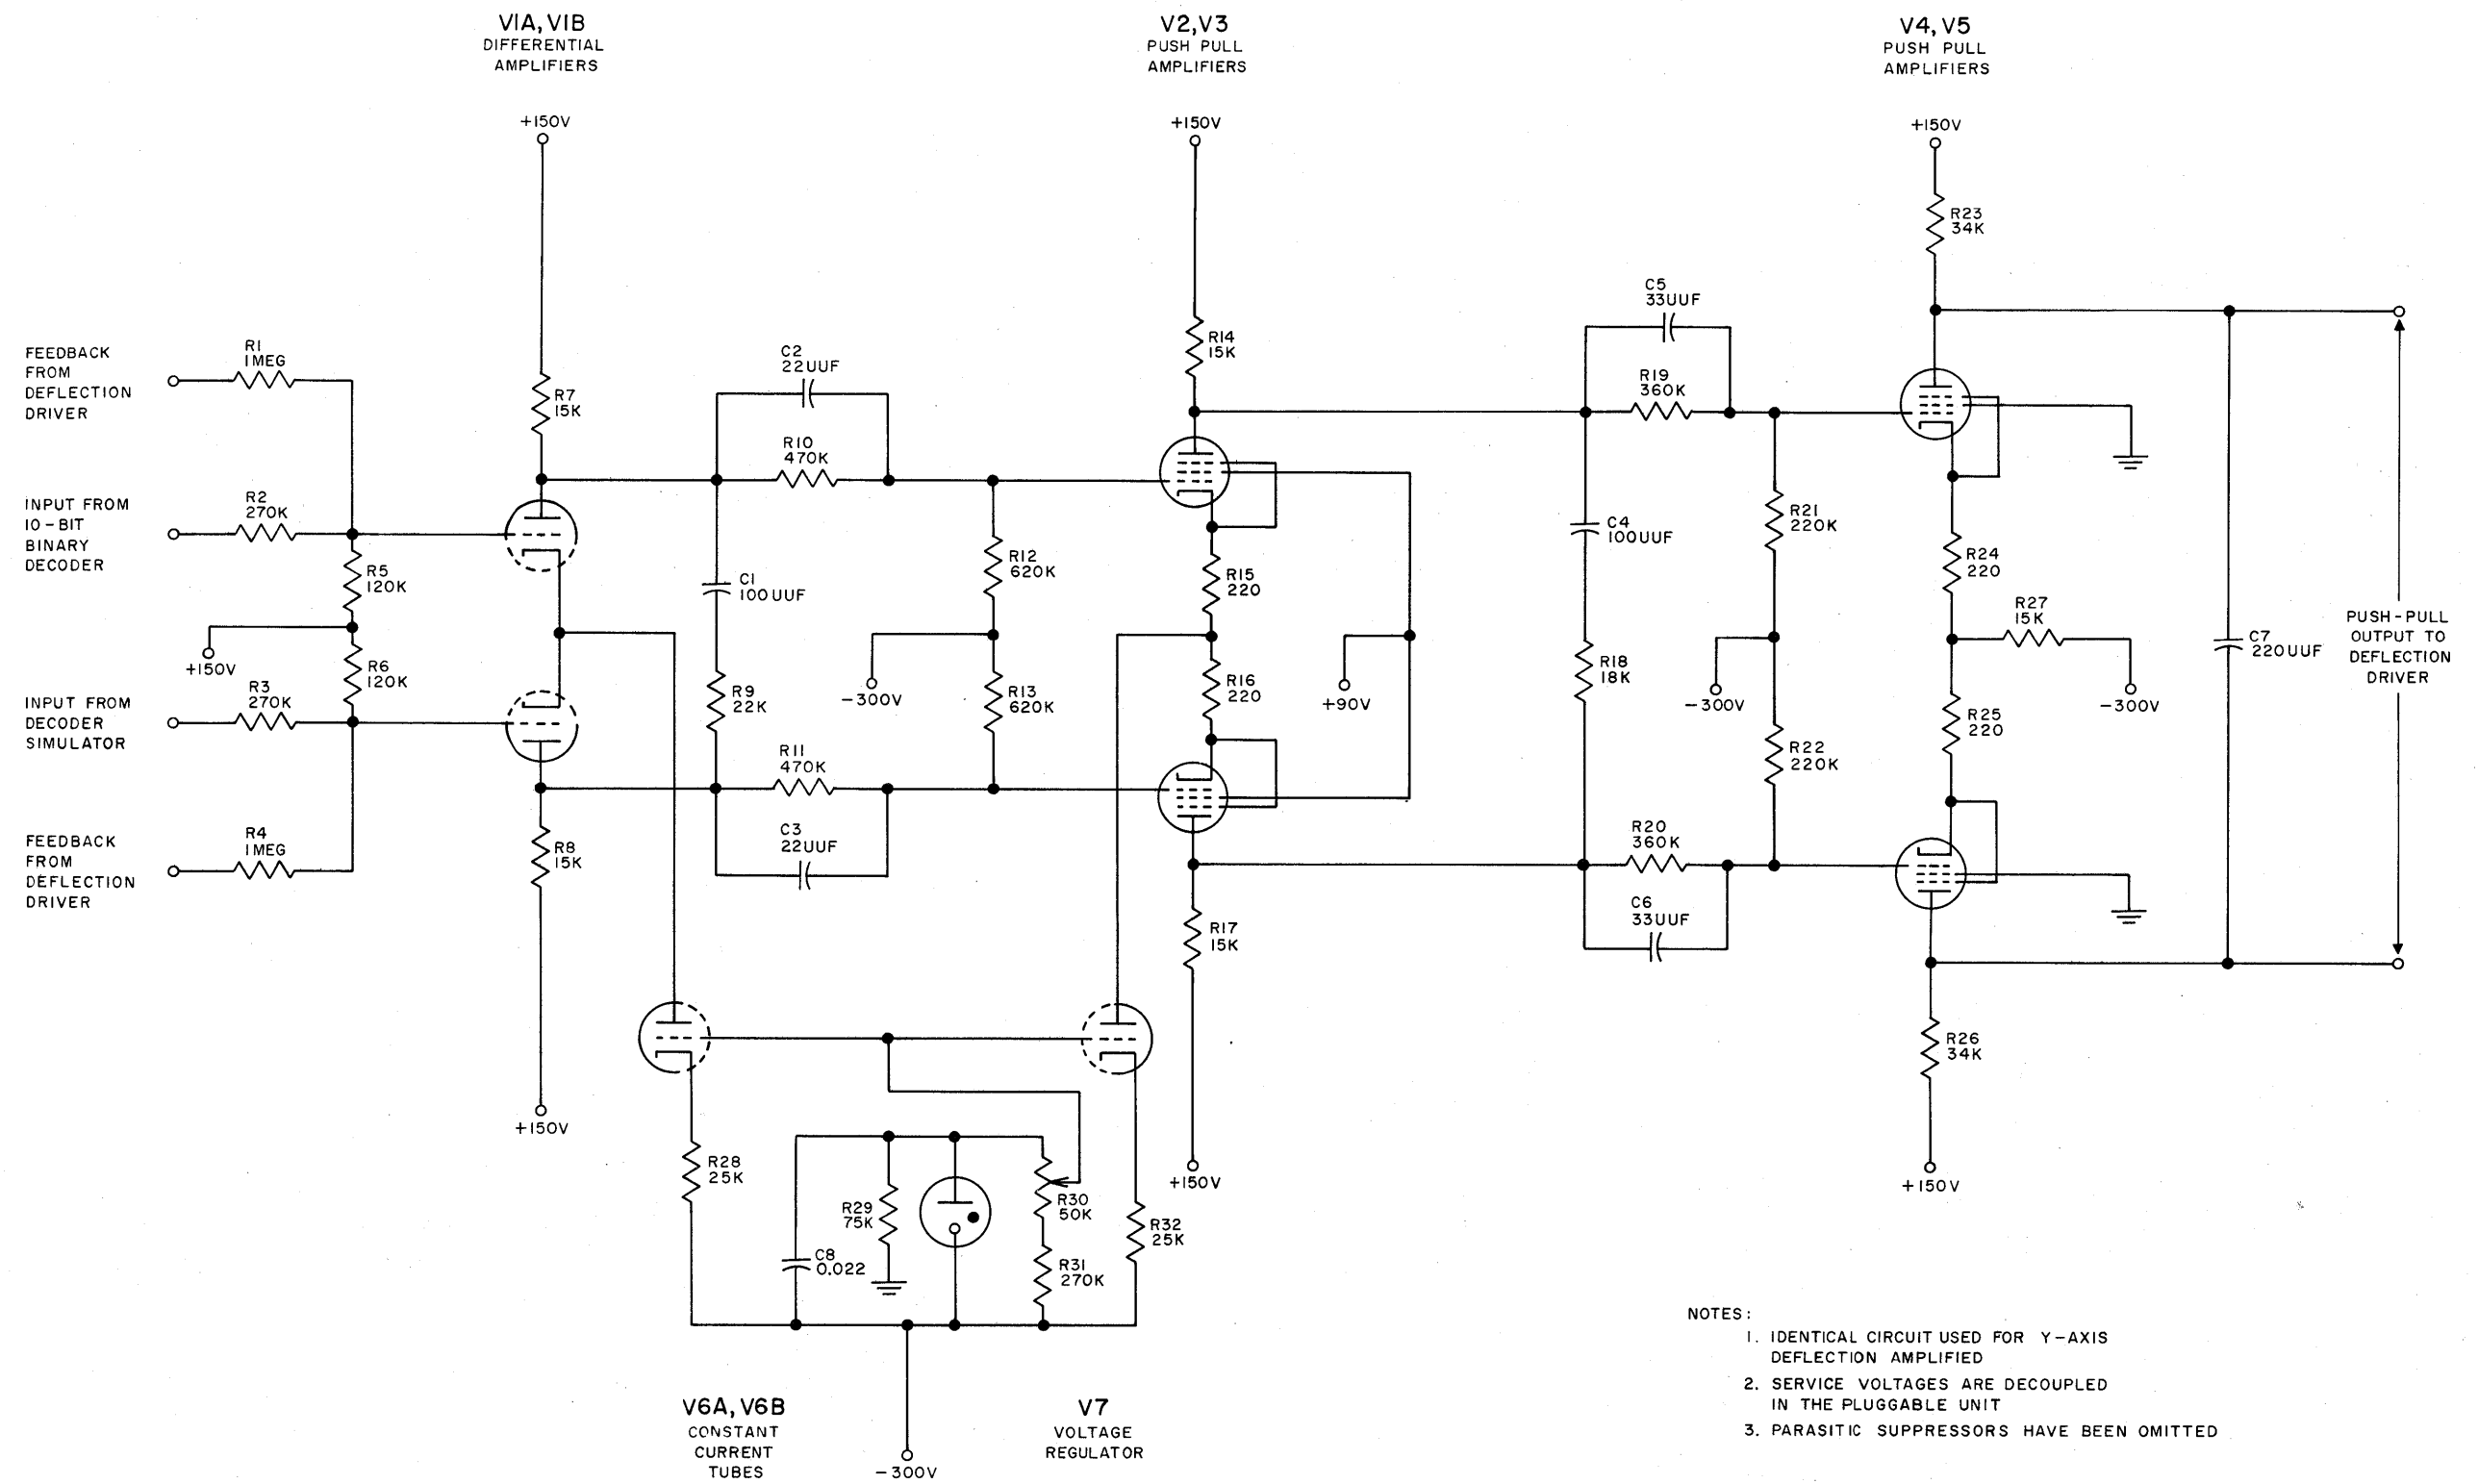 V1A, V1B
DIFFERENTIAL
AMPLIFIERS
V2, V3
PUSH PULL
AMPLIFIERS
V4, V5
PUSH PULL
AMPLIFIERS
+150V
+150V
+150V
R23
34K
C5
33UUF
R19
360K
R14
15K
C2
22UUF
R10
470K
R7
15K
FEEDBACK
FROM
DEFLECTION
DRIVER
R1
1MEG
INPUT FROM
10-BIT
BINARY
DECODER
R2
270K
R5
120K
+150V
R6
120K
INPUT FROM
DECODER
SIMULATOR
R3
270K
FEEDBACK
FROM
DEFLECTION
DRIVER
R4
1MEG
R8
15K
+150V
C1
100UUF
R9
22K
R11
470K
C3
22UUF
R12
620K
-300V
R13
620K
R15
220
R16
220
+90V
R17
15K
+150V
C4
100UUF
R18
18K
R20
360K
C6
33UUF
R21
220K
-300V
R22
220K
R24
220
R27
15K
-300V
R25
220
R26
34K
+150V
C7
220UUF
PUSH-PULL
OUTPUT TO
DEFLECTION
DRIVER
R28
25K
C8
0.022
R29
75K
R30
50K
R31
270K
R32
25K
-300V
V6A, V6B
CONSTANT
CURRENT
TUBES
V7
VOLTAGE
REGULATOR
NOTES:
1. IDENTICAL CIRCUIT USED FOR Y-AXIS
DEFLECTION AMPLIFIED
2. SERVICE VOLTAGES ARE DECOUPLED
IN THE PLUGGABLE UNIT
3. PARASITIC SUPPRESSORS HAVE BEEN OMITTED